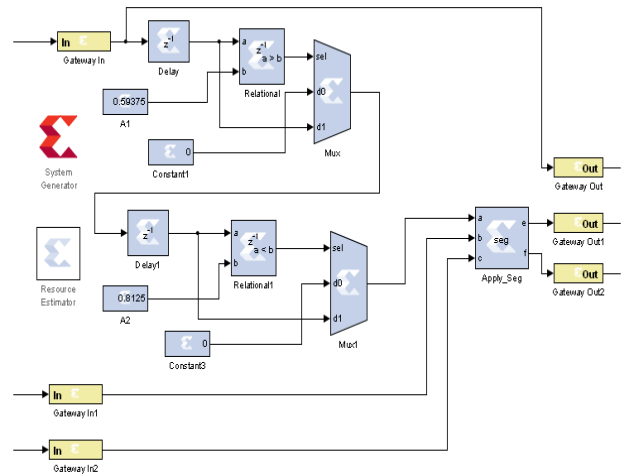 In
Gateway In
z⁻¹
Delay
a
b
z⁻¹
a > b
Relational
sel
d0
d1
Mux
0.59375
A1
0
Constant1
System
Generator
Out
Gateway Out
z⁻¹
Delay1
a
b
z⁻¹
a < b
Relational1
sel
d0
d1
Mux1
a
b
c
seg
e
f
Apply_Seg
Out
Gateway Out1
Out
Gateway Out2
Resource
Estimator
0.8125
A2
0
Constant3
In
Gateway In1
In
Gateway In2